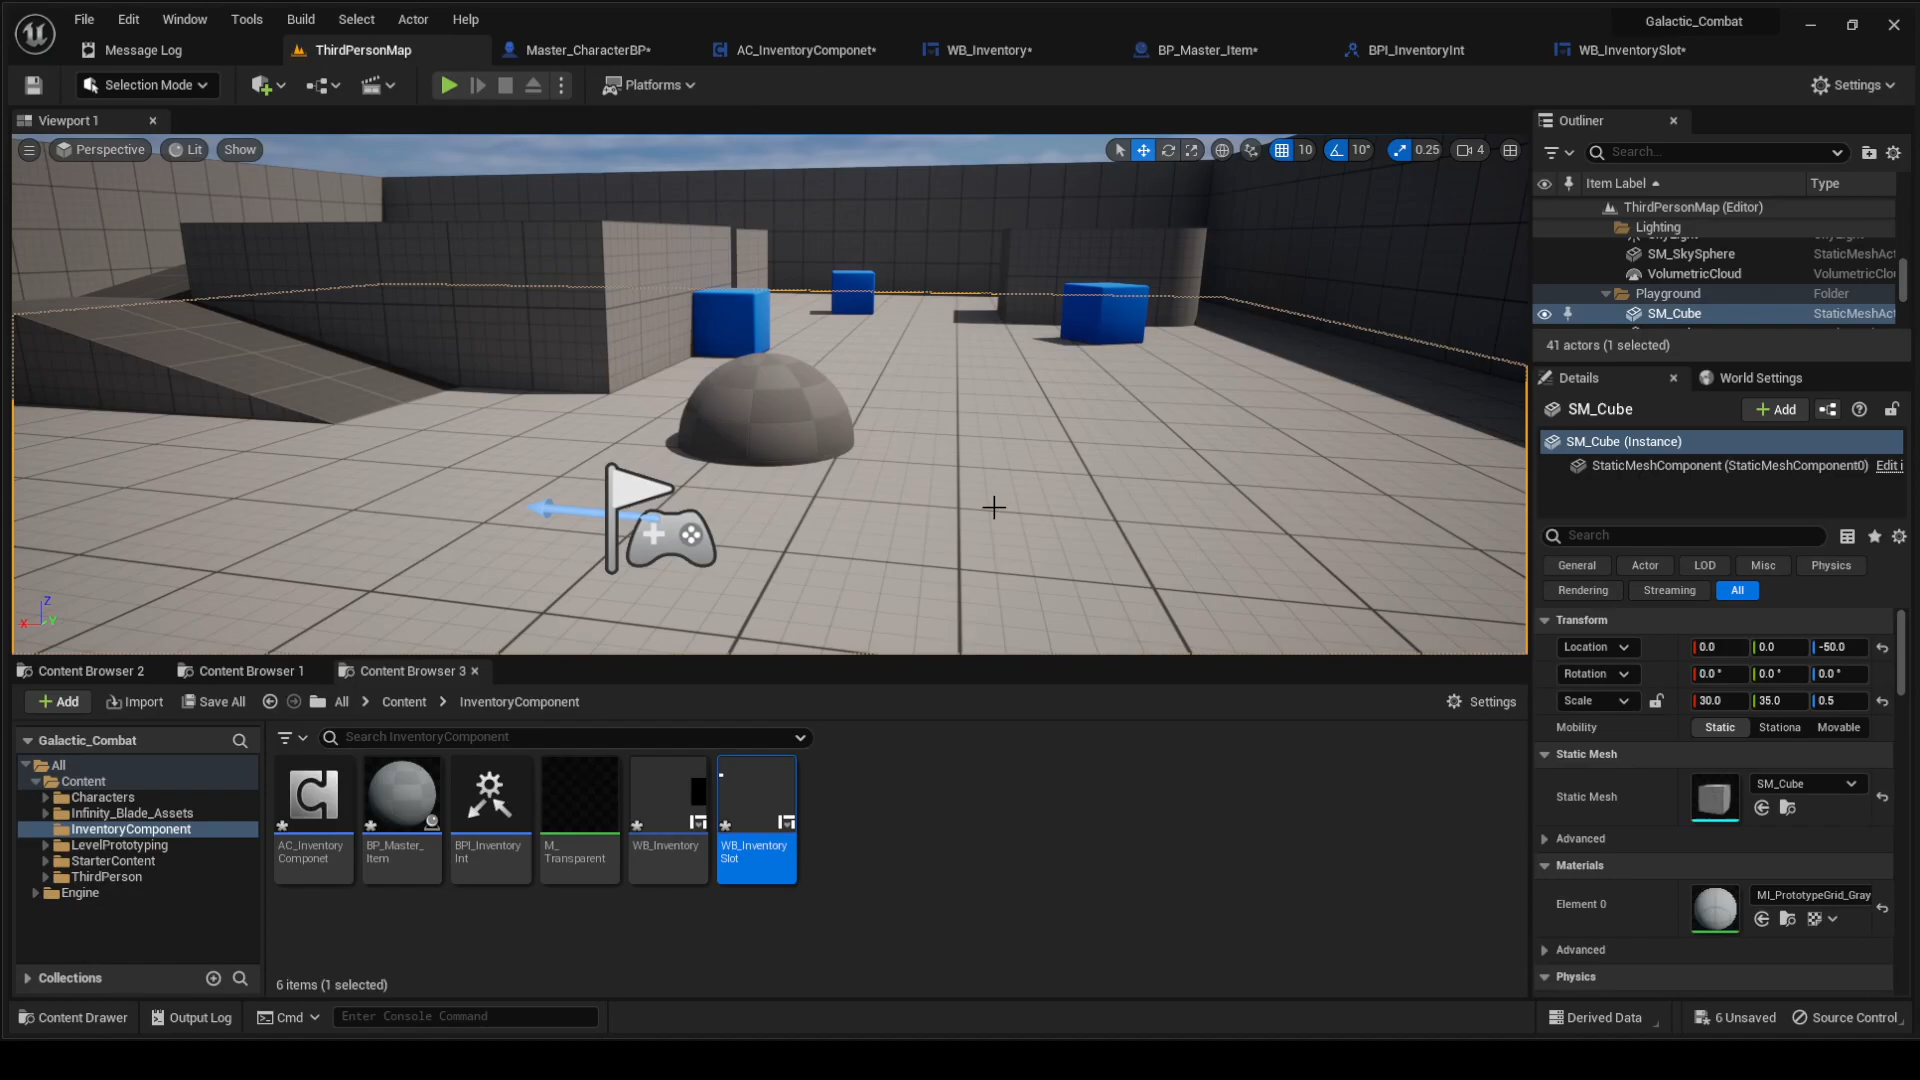 File Edit Window Tools Build Select Actor Help Galactic_Combat
Message Log ThirdPersonMap Master_CharacterBP* AC_InventoryComponet* WB_Inventory* BP_Master_Item* BPI_InventoryInt WB_InventorySlot*
Selection Mode Platforms Settings
Viewport 1 Outliner
Perspective Lit Show 10 10° 0.25 4 Search...
Item Label Type
ThirdPersonMap (Editor)
Lighting
SM_SkySphere StaticMeshAct
VolumetricCloud VolumetricClou
Playground Folder
SM_Cube StaticMeshAct
41 actors (1 selected)
Details World Settings
SM_Cube Add
SM_Cube (Instance)
StaticMeshComponent (StaticMeshComponent0) Edit i
Search
General Actor LOD Misc Physics
Rendering Streaming All
Transform
Location 0.0 0.0 -50.0
Rotation 0.0 ° 0.0 ° 0.0 °
Scale 30.0 35.0 0.5
Mobility Static Stationa Movable
Static Mesh
Static Mesh SM_Cube
Advanced
Materials
Element 0 MI_PrototypeGrid_Gray
Advanced
Physics
Z
X Y
Content Browser 2 Content Browser 1 Content Browser 3
Add Import Save All All Content InventoryComponent Settings
Galactic_Combat Search InventoryComponent
All
Content
Characters
Infinity_Blade_Assets
InventoryComponent
LevelPrototyping
StarterContent
ThirdPerson
Engine
AC_Inventory
Componet
BP_Master_
Item
BPI_Inventory
Int
M_
Transparent
WB_Inventory
WB_Inventory
Slot
Collections 6 items (1 selected)
Content Drawer Output Log Cmd Enter Console Command Derived Data 6 Unsaved Source Control